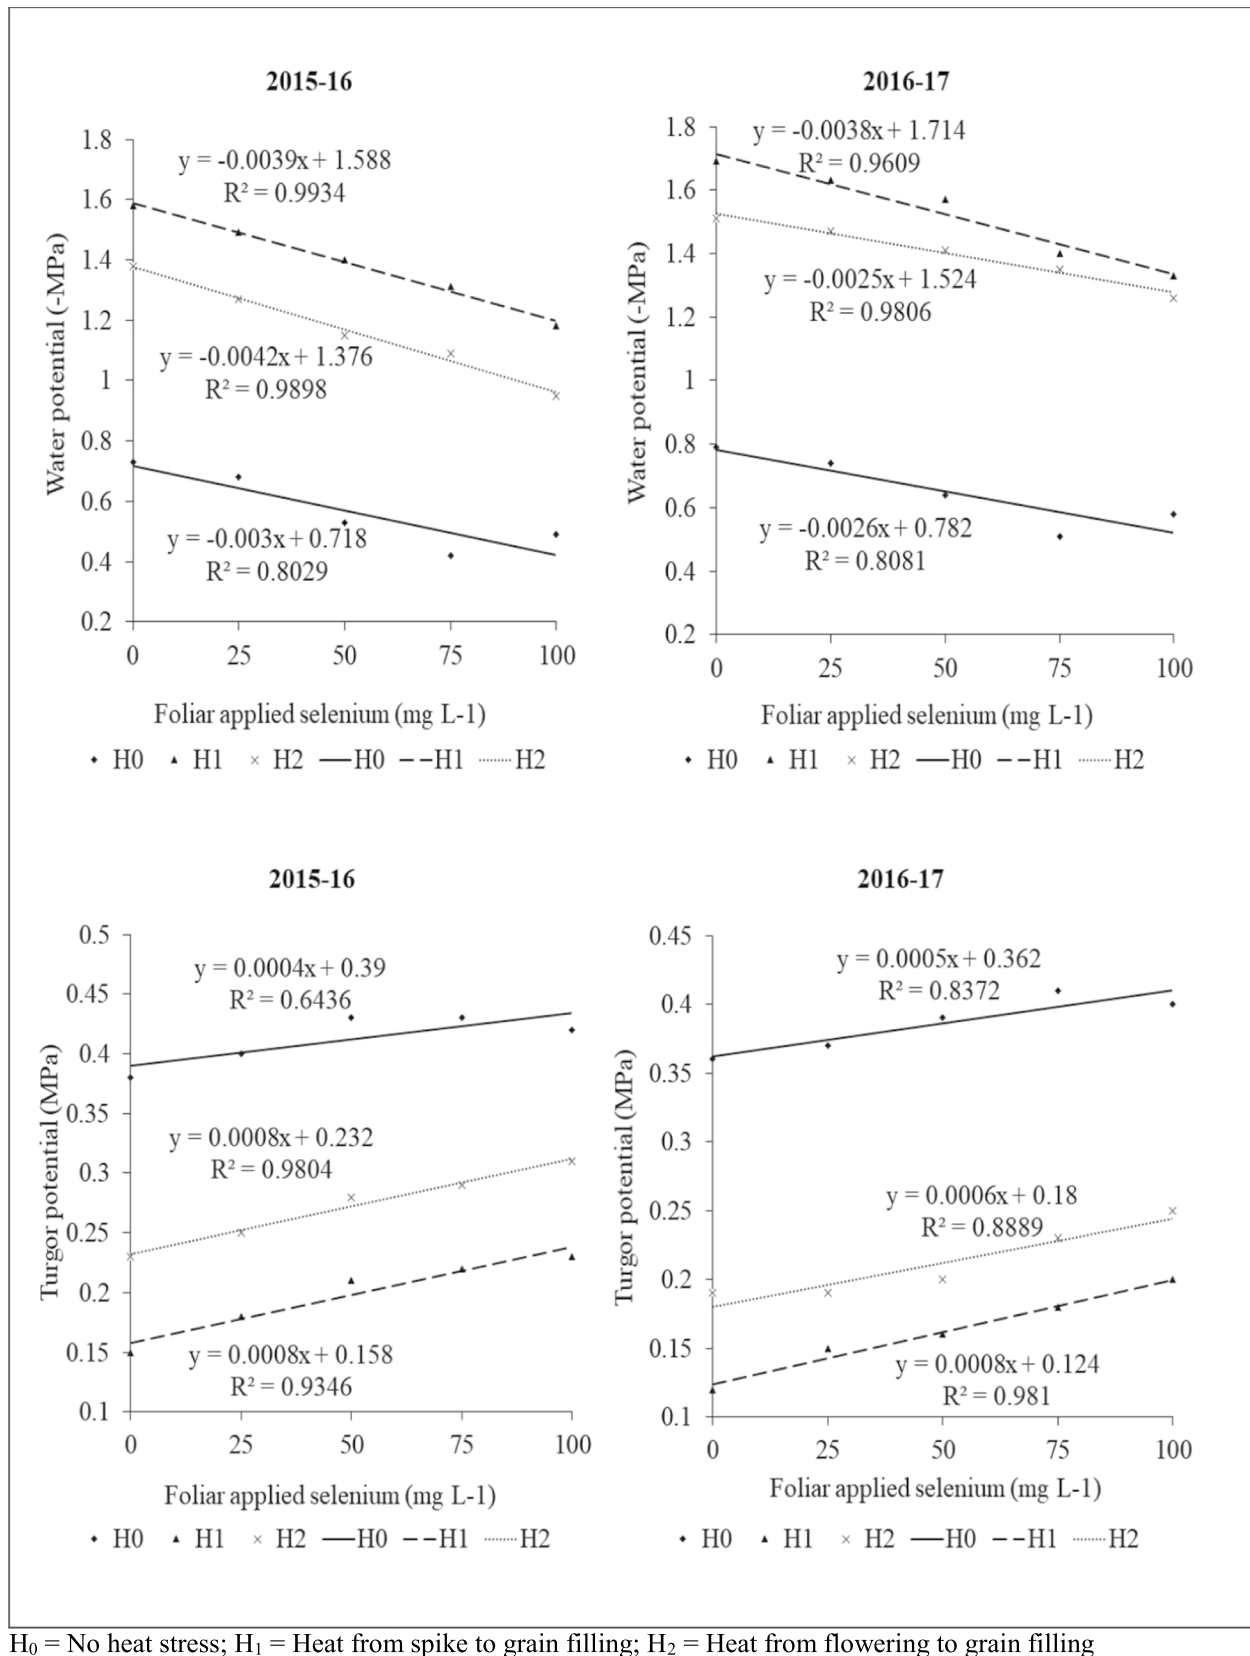 2015-16
1.8
1.6
1.4
1.2
1
0.8
0.6
0.4
0.2
Water potential (-MPa)
y = -0.0039x + 1.588
R² = 0.9934
y = -0.0042x + 1.376
R² = 0.9898
y = -0.003x + 0.718
R² = 0.8029
0 25 50 75 100
Foliar applied selenium (mg L-1)
H0 H1 H2 H0 H1 H2
2016-17
1.8
1.6
1.4
1.2
1
0.8
0.6
0.4
0.2
Water potential (-MPa)
y = -0.0038x + 1.714
R² = 0.9609
y = -0.0025x + 1.524
R² = 0.9806
y = -0.0026x + 0.782
R² = 0.8081
0 25 50 75 100
Foliar applied selenium (mg L-1)
H0 H1 H2 H0 H1 H2
2015-16
0.5
0.45
0.4
0.35
0.3
0.25
0.2
0.15
0.1
Turgor potential (MPa)
y = 0.0004x + 0.39
R² = 0.6436
y = 0.0008x + 0.232
R² = 0.9804
y = 0.0008x + 0.158
R² = 0.9346
0 25 50 75 100
Foliar applied selenium (mg L-1)
H0 H1 H2 H0 H1 H2
2016-17
0.45
0.4
0.35
0.3
0.25
0.2
0.15
0.1
Turgor potential (MPa)
y = 0.0005x + 0.362
R² = 0.8372
y = 0.0006x + 0.18
R² = 0.8889
y = 0.0008x + 0.124
R² = 0.981
0 25 50 75 100
Foliar applied selenium (mg L-1)
H0 H1 H2 H0 H1 H2
H₀ = No heat stress; H₁ = Heat from spike to grain filling; H₂ = Heat from flowering to grain filling